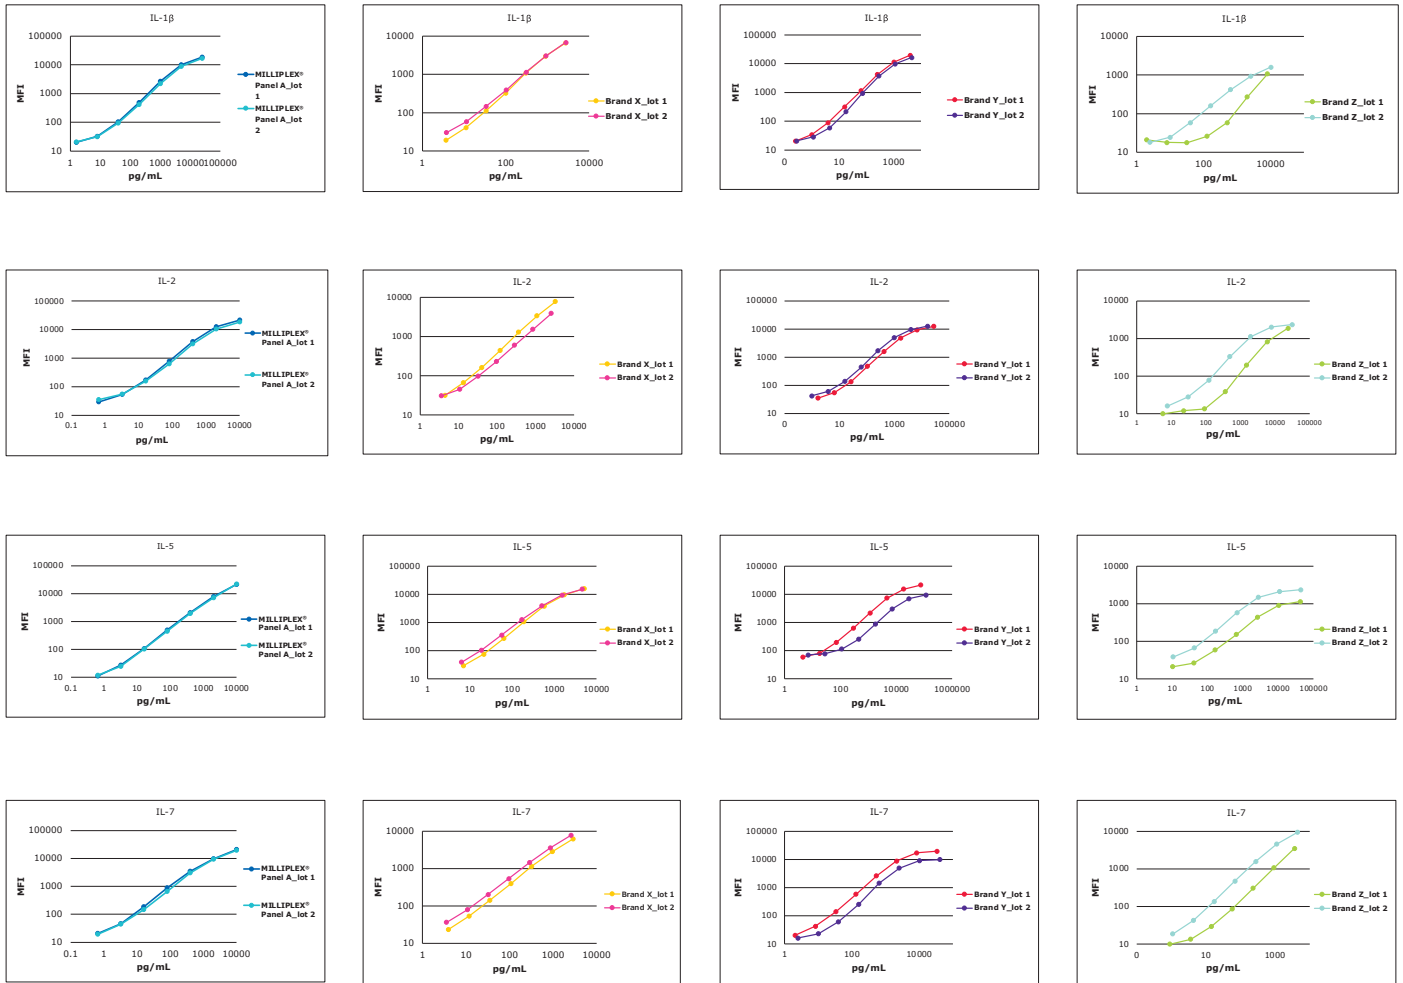 IL-1β
100000
10000
1000
100
10
1 10 100 1000 10000100000
MFI
pg/mL
MILLIPLEX®
Panel A_lot
1
MILLIPLEX®
Panel A_lot
2
IL-1β
10000
1000
100
10
1 100 10000
MFI
pg/mL
Brand X_lot 1
Brand X_lot 2
IL-1β
100000
10000
1000
100
10
0 10 1000
MFI
pg/mL
Brand Y_lot 1
Brand Y_lot 2
IL-1β
10000
1000
100
10
1 100 10000
MFI
pg/mL
Brand Z_lot 1
Brand Z_lot 2
IL-2
100000
10000
1000
100
10
0.1 1 10 100 1000 10000
MFI
pg/mL
MILLIPLEX®
Panel A_lot 1
MILLIPLEX®
Panel A_lot 2
IL-2
10000
1000
100
10
1 10 100 1000 10000
MFI
pg/mL
Brand X_lot 1
Brand X_lot 2
IL-2
100000
10000
1000
100
10
0 10 1000 100000
MFI
pg/mL
Brand Y_lot 1
Brand Y_lot 2
IL-2
10000
1000
100
10
1 10 100 1000 10000 100000
MFI
pg/mL
Brand Z_lot 1
Brand Z_lot 2
IL-5
100000
10000
1000
100
10
0.1 1 10 100 1000 10000
MFI
pg/mL
MILLIPLEX®
Panel A_lot 1
MILLIPLEX®
Panel A_lot 2
IL-5
100000
10000
1000
100
10
1 10 100 1000 10000
MFI
pg/mL
Brand X_lot 1
Brand X_lot 2
IL-5
100000
10000
1000
100
10
1 100 10000 1000000
MFI
pg/mL
Brand Y_lot 1
Brand Y_lot 2
IL-5
10000
1000
100
10
1 10 100 1000 10000 100000
MFI
pg/mL
Brand Z_lot 1
Brand Z_lot 2
IL-7
100000
10000
1000
100
10
0.1 1 10 100 1000 10000
MFI
pg/mL
MILLIPLEX®
Panel A_lot 1
MILLIPLEX®
Panel A_lot 2
IL-7
10000
1000
100
10
1 10 100 1000 10000
MFI
pg/mL
Brand X_lot 1
Brand X_lot 2
IL-7
100000
10000
1000
100
10
1 100 10000
MFI
pg/mL
Brand Y_lot 1
Brand Y_lot 2
IL-7
10000
1000
100
10
0 10 1000
MFI
pg/mL
Brand Z_lot 1
Brand Z_lot 2